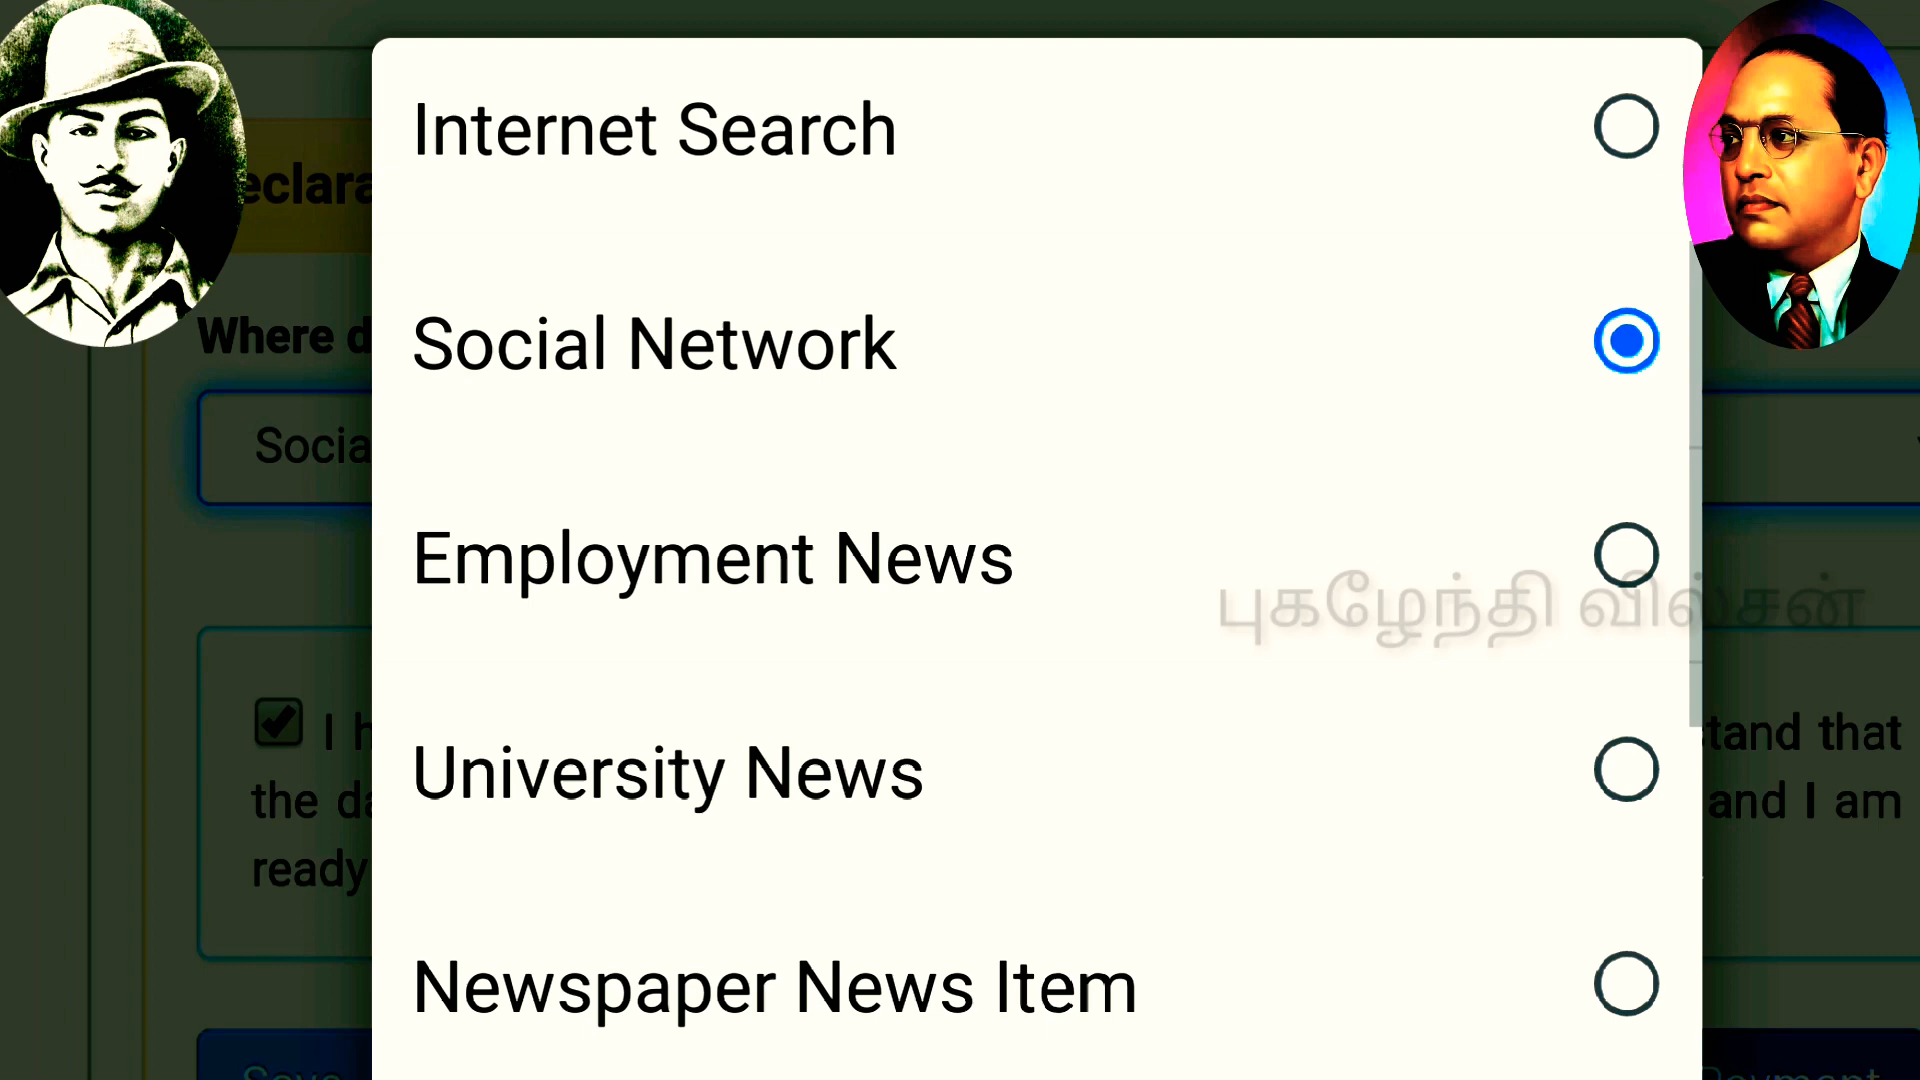 Internet Search
eclara
Social Network
Where d
Socia
Employment News
புகழேந்தி வில்சன்
University News
I h
tand that
the da
and I am
ready
Newspaper News Item